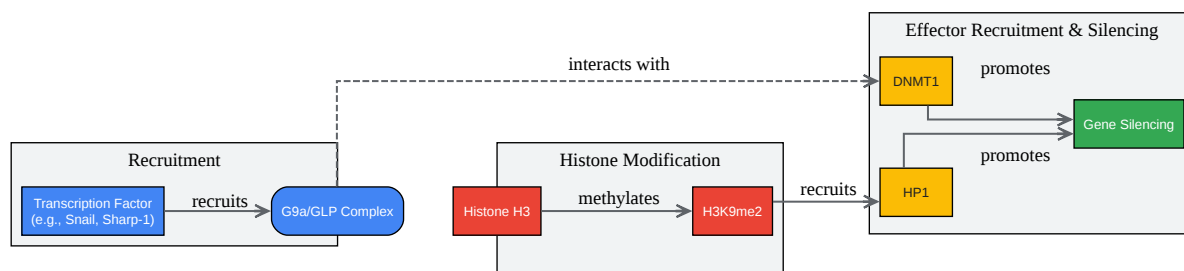 Effector Recruitment & Silencing
interacts with
DNMT1
promotes
Gene Silencing
Recruitment
Histone Modification
promotes
Transcription Factor
(e.g., Snail, Sharp-1)
recruits
G9a/GLP Complex
Histone H3
methylates
H3K9me2
recruits
HP1